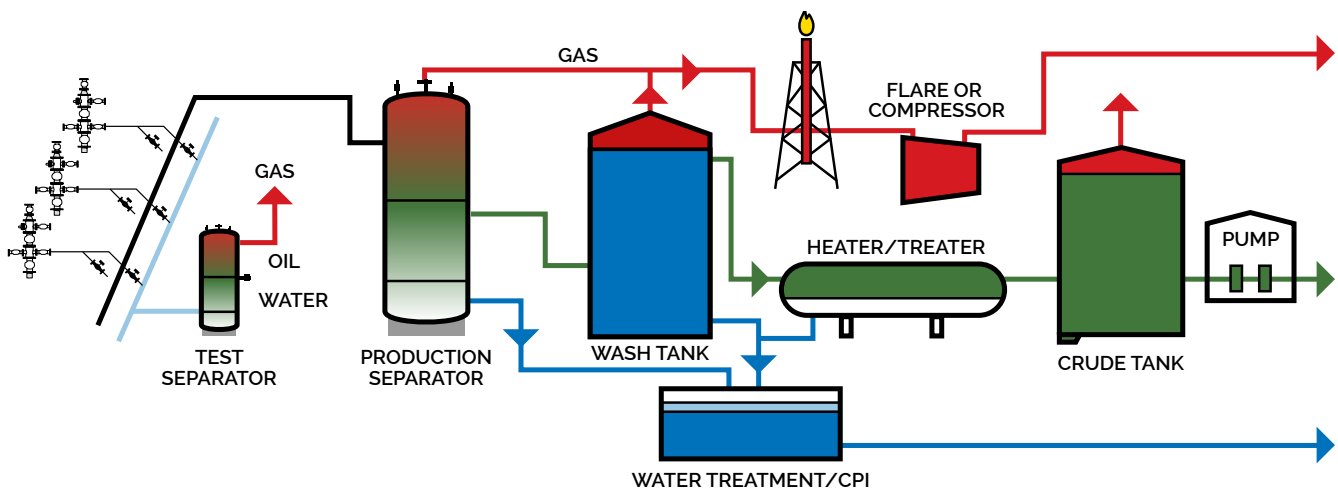 GAS
FLARE OR
COMPRESSOR
GAS
OIL
WATER
HEATER/TREATER
PUMP
TEST
SEPARATOR
PRODUCTION
SEPARATOR
WASH TANK
CRUDE TANK
WATER TREATMENT/CPI